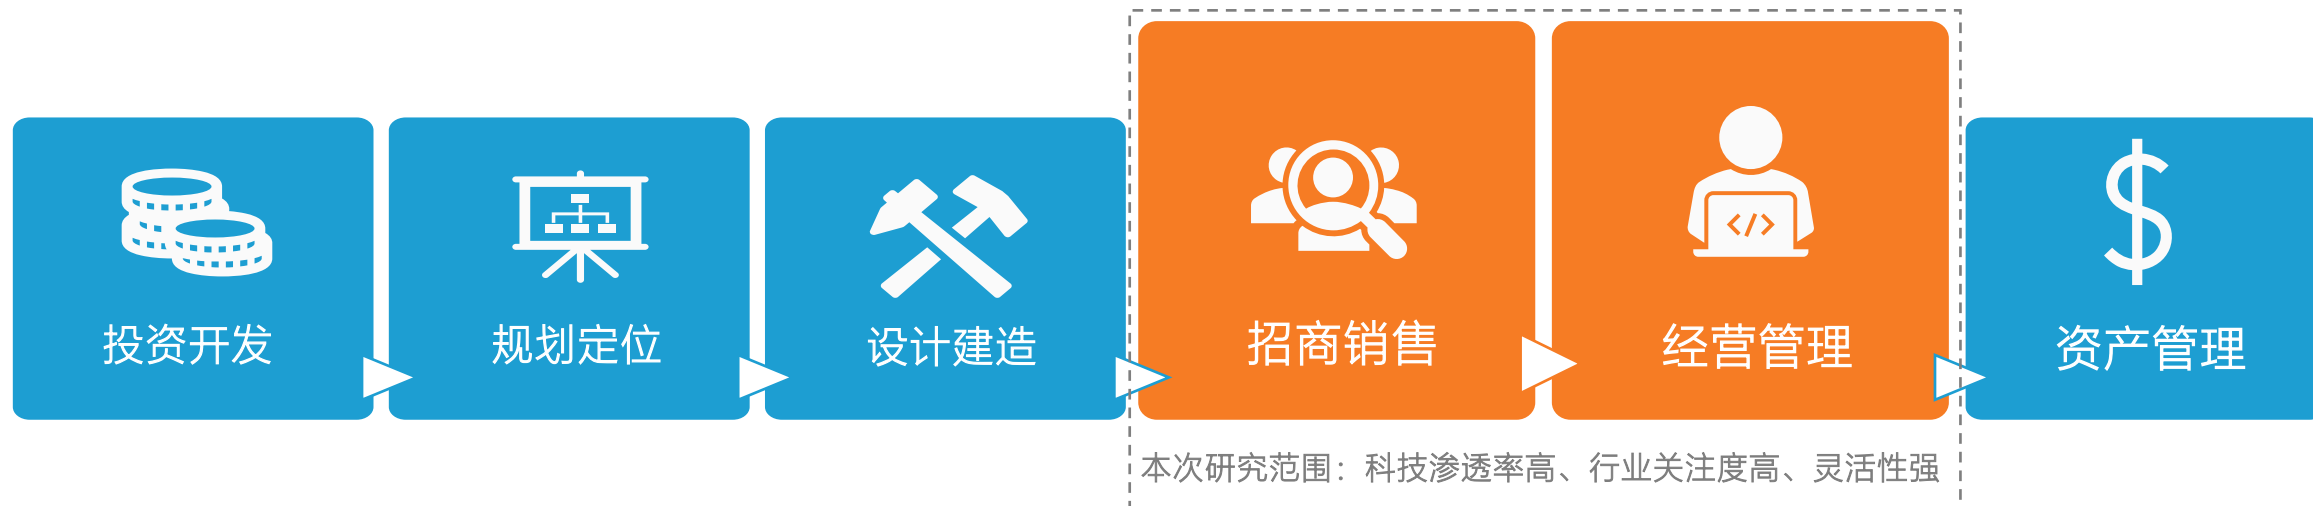 投资开发
规划定位
设计建造
招商销售
经营管理
资产管理
本次研究范围：科技渗透率高、行业关注度高、灵活性强